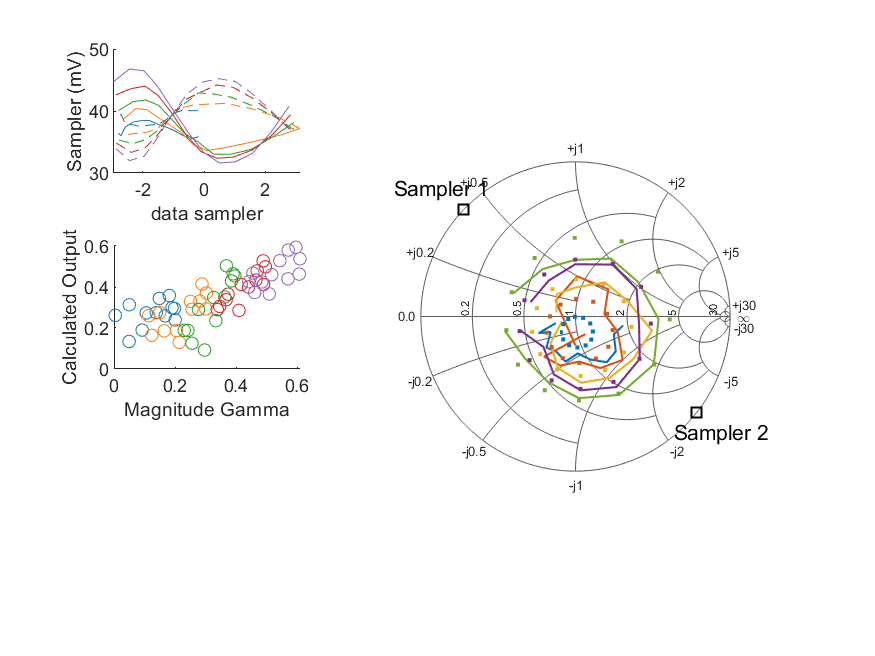 50
40
30
Sampler (mV)
-2 0 2
data sampler
0.6
0.4
0.2
0
Calculated Output
0 0.2 0.4 0.6
Magnitude Gamma
+j1
+j0.5
+j2
Sampler 1
+j0.2
+j5
0.0
0.2
0.5
1
2
5
30
+j30
∞
-j30
-j0.2
-j5
Sampler 2
-j0.5
-j2
-j1